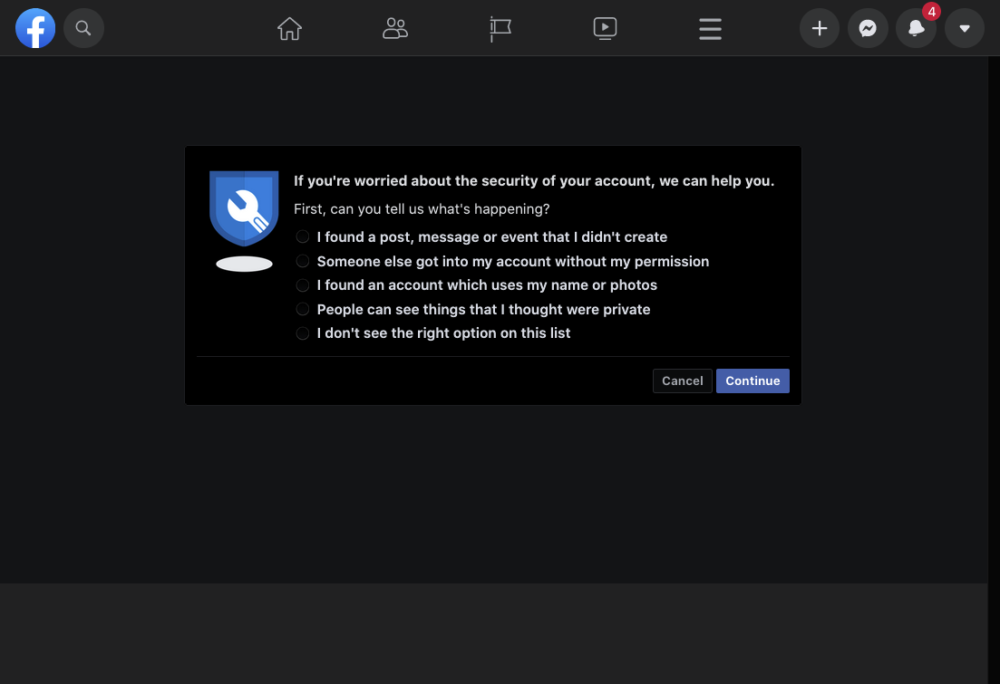 4
If you're worried about the security of your account, we can help you.
First, can you tell us what's happening?
I found a post, message or event that I didn't create
Someone else got into my account without my permission
I found an account which uses my name or photos
People can see things that I thought were private
I don't see the right option on this list
Cancel Continue